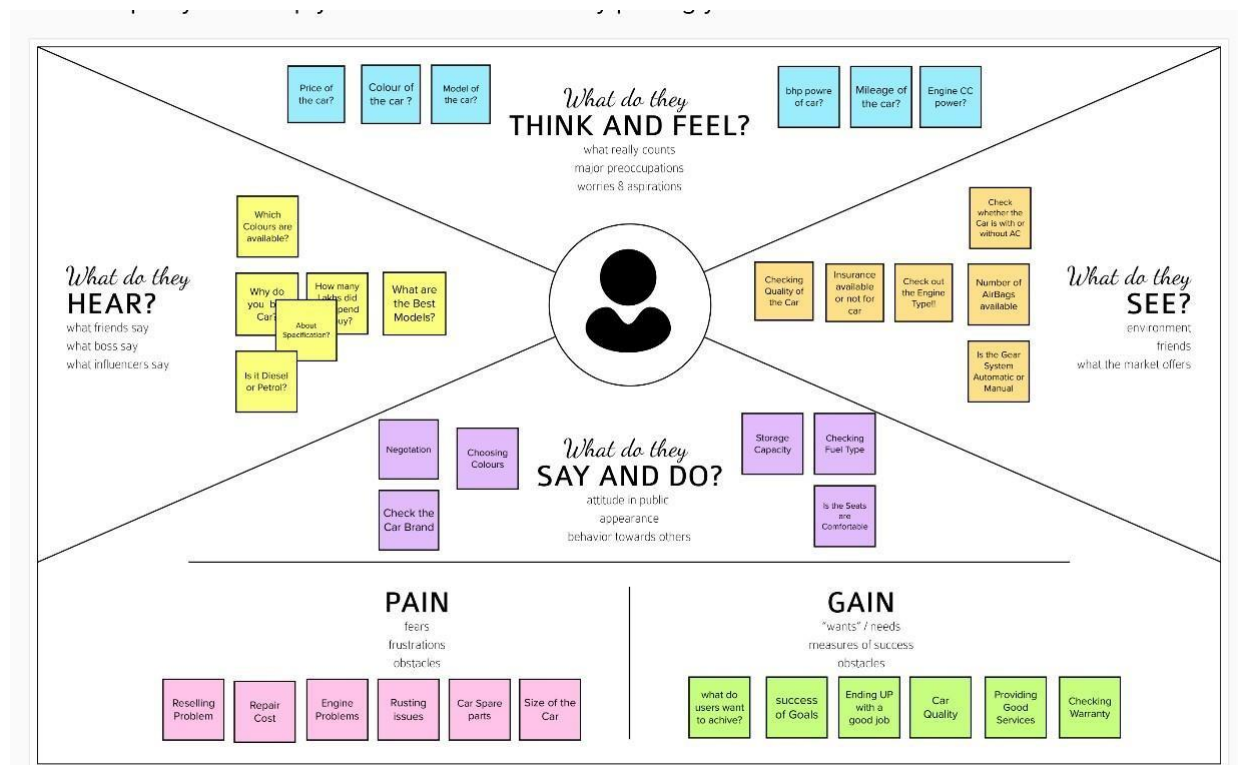 Price of
the car?
Colour of
the car ?
Model of
the car?
What do they
THINK AND FEEL?
what really counts
major preoccupations
worries & aspirations
bhp powre
of car?
Mileage of
the car?
Engine CC
power?
What do they
HEAR?
what friends say
what boss say
what influencers say
Which
Colours are
available?
Why do
you
Car?
How many
did
About
Spacification?
What are
the Best
Models?
Is it Diesel
or Petrol?
Checking
Quality of
the Car
Insurance
available
or not for
car
Check out
the Engine
Type!!
Check
whether the
Car is with or
without AC
Number of
AirBags
available
Is the Gear
System
Automatic or
Manual
What do they
SEE?
environment
friends
what the market offers
Negotation
Choosing
Colours
Check the
Car Brand
What do they
SAY AND DO?
attitude in public
appearance
behavior towards others
Storage
Capacity
Checking
Fuel Type
Is the Seats
are
Comfortable
PAIN
fears
frustrations
obstacles
Reselling
Problem
Repair
Cost
Engine
Problems
Rusting
issues
Car Spare
parts
Size of the
Car
GAIN
"wants" / needs
measures of success
obstacles
what do
users want
to achive?
success
of Goals
Ending UP
with a
good job
Car
Quality
Providing
Good
Services
Checking
Warranty